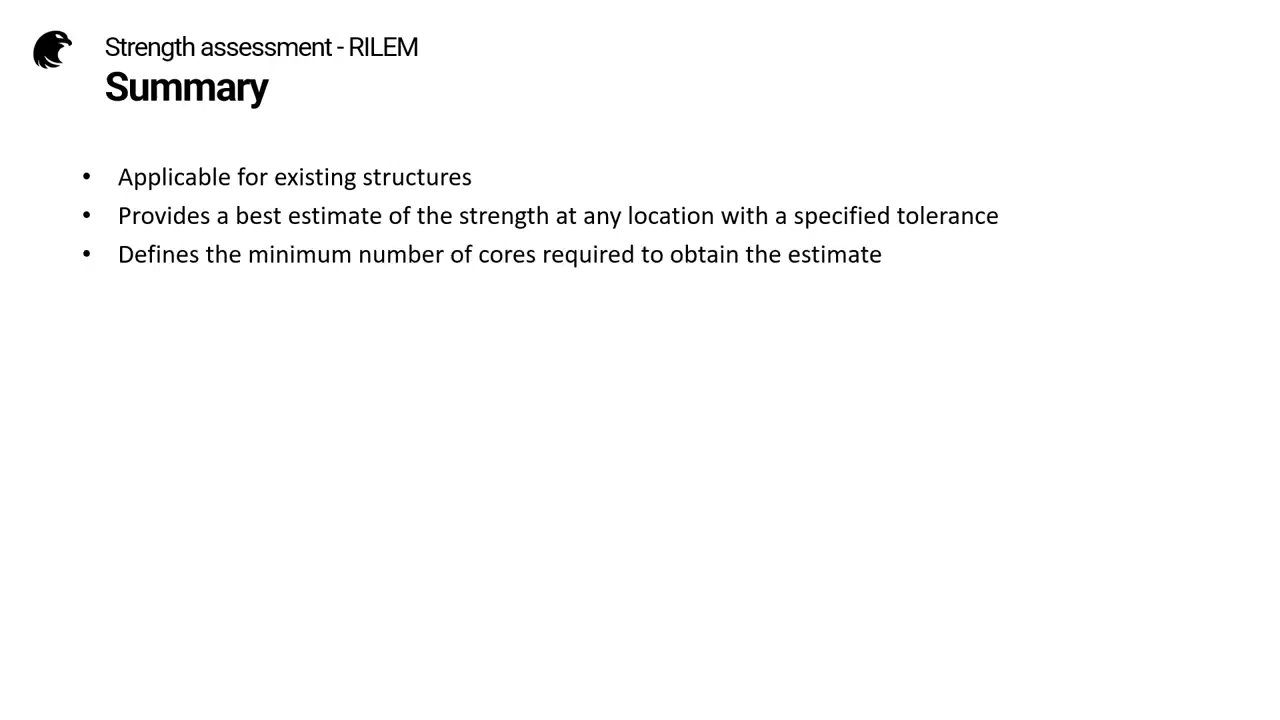 Strength assessment - RILEM
Summary
• Applicable for existing structures
• Provides a best estimate of the strength at any location with a specified tolerance
• Defines the minimum number of cores required to obtain the estimate